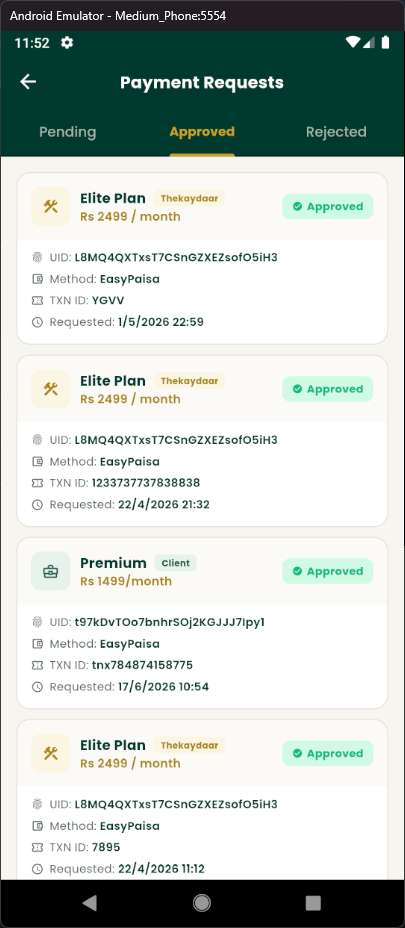 Android Emulator - Medium_Phone:5554
11:52
Payment Requests
Pending Approved Rejected
Elite Plan Thekaydaar
Rs 2499 / month
Approved
UID: L8MQ4QXTxsT7CSnGZXEZsofO5iH3
Method: EasyPaisa
TXN ID: YGVV
Requested: 1/5/2026 22:59
Elite Plan Thekaydaar
Rs 2499 / month
Approved
UID: L8MQ4QXTxsT7CSnGZXEZsofO5iH3
Method: EasyPaisa
TXN ID: 1233737737838838
Requested: 22/4/2026 21:32
Premium Client
Rs 1499/month
Approved
UID: t97kDvTOo7bnhrSOj2KGJJJ7Ipy1
Method: EasyPaisa
TXN ID: tnx784874158775
Requested: 17/6/2026 10:54
Elite Plan Thekaydaar
Rs 2499 / month
Approved
UID: L8MQ4QXTxsT7CSnGZXEZsofO5iH3
Method: EasyPaisa
TXN ID: 7895
Requested: 22/4/2026 11:12